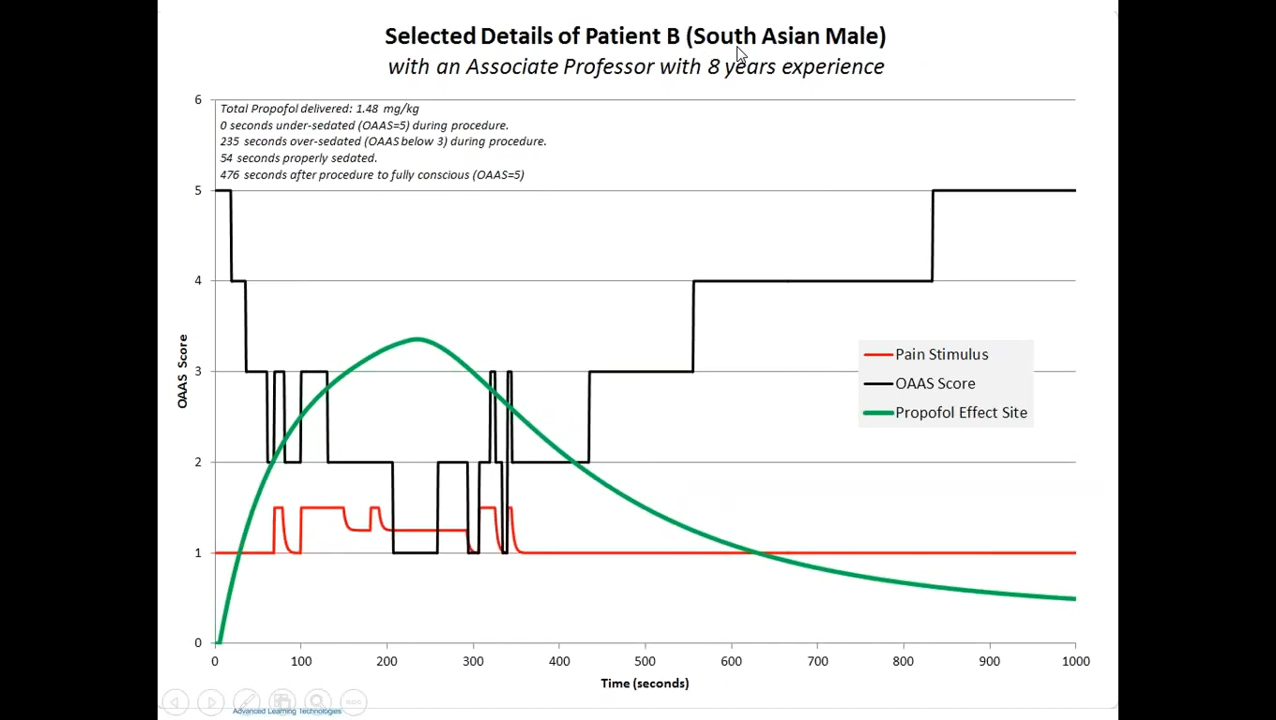 Selected Details of Patient B (South Asian Male)
with an Associate Professor with 8 years experience
Total Propofol delivered: 1.48 mg/kg
0 seconds under-sedated (OAAS=5) during procedure.
235 seconds over-sedated (OAAS below 3) during procedure.
54 seconds properly sedated.
476 seconds after procedure to fully conscious (OAAS=5)
6
5
4
3
2
1
0
OAAS Score
Pain Stimulus
OAAS Score
Propofol Effect Site
0 100 200 300 400 500 600 700 800 900 1000
Time (seconds)
Advanced Learning Technologies